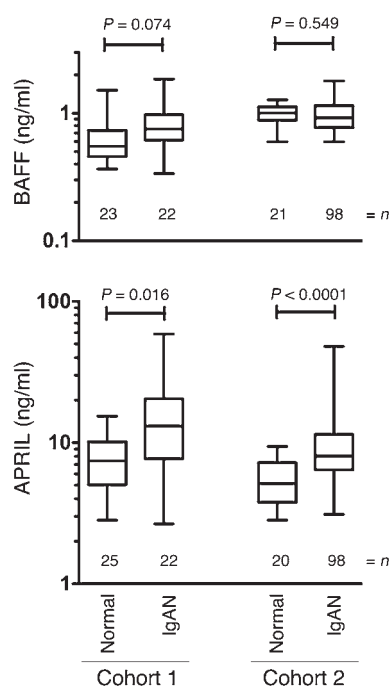 P = 0.074 P = 0.549
BAFF (ng/ml)
1
23 22 21 98 = n
0.1
100
P = 0.016 P < 0.0001
APRIL (ng/ml)
10
25 22 20 98 = n
1
Normal IgAN Normal IgAN
Cohort 1 Cohort 2